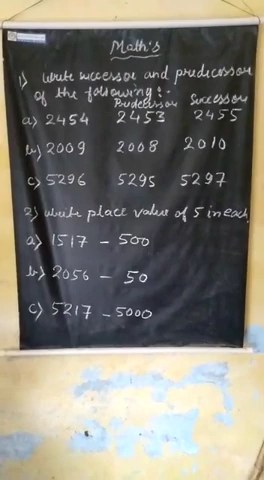 Math's
1) Write successor and predecessor
of the following:-
Predecessor Successor
a) 2454 2453 2455
b) 2009 2008 2010
c) 5296 5295 5297
2) Write place value of 5 in each
a) 1517 - 500
b) 2056 - 50
c) 5217 - 5000